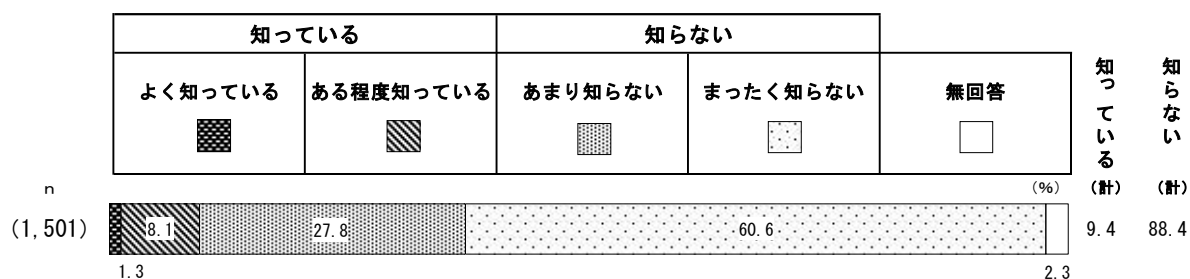 知っている 知らない
よく知っている ある程度知っている あまり知らない まったく知らない 無回答
知っている
(計)
知らない
(計)
(%)
n
(1,501) 8.1 27.8 60.6 9.4 88.4
1.3 2.3